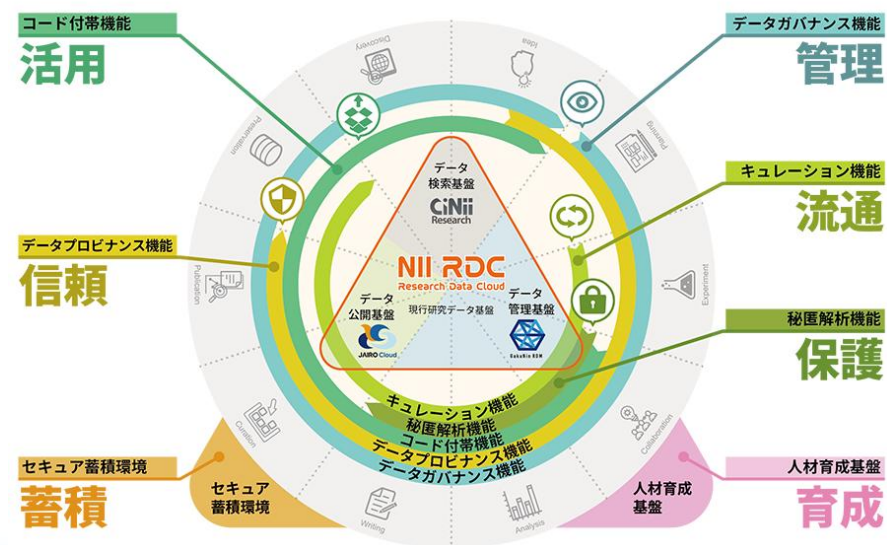 コード付帯機能
活用
データガバナンス機能
管理
Discovery
Idea
Preservation
Planning
データ
検索基盤
CiNii
Research
キュレーション機能
流通
データプロビナンス機能
信頼
Publication
Experiment
NII RDC
Research Data Cloud
データ
公開基盤
JAIRO Cloud
現行研究データ基盤
データ
管理基盤
GakuNin RDM
秘匿解析機能
保護
キュレーション機能
秘匿解析機能
コード付帯機能
データプロビナンス機能
データガバナンス機能
Curation
Collaboration
セキュア蓄積環境
蓄積
セキュア
蓄積環境
Writing
Analysis
人材育成
基盤
人材育成基盤
育成